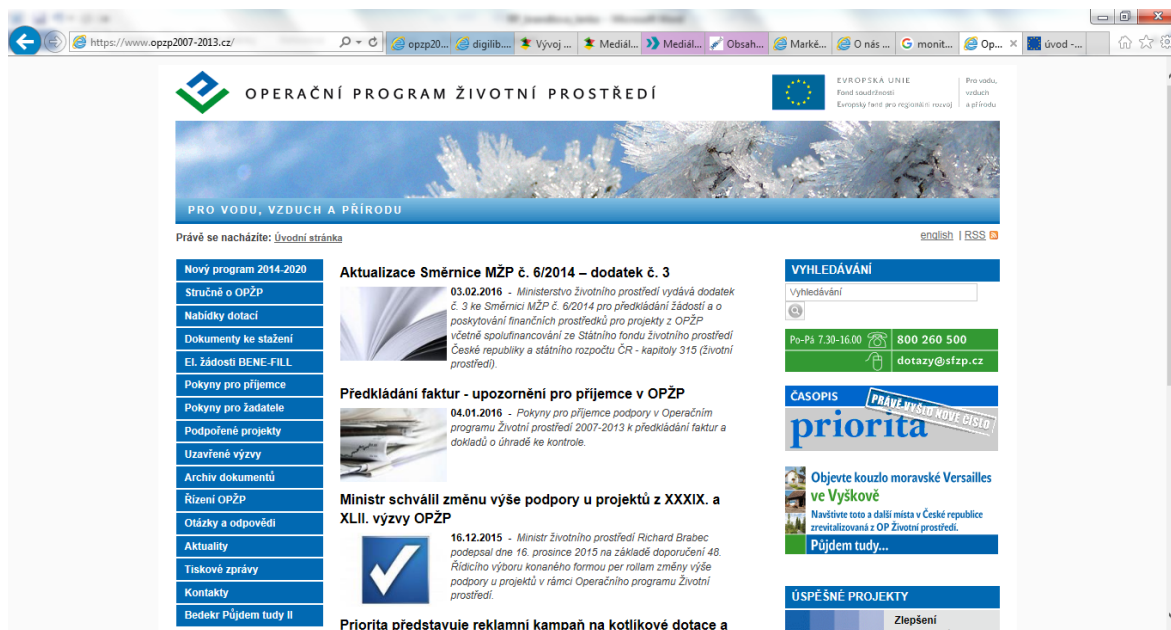 https://www.opzp2007-2013.cz/
opzp20...
digilib....
Vývoj ...
Mediál...
Mediál...
Obsah...
Markě...
O nás ...
monit...
Op...
úvod -...
OPERAČNÍ PROGRAM ŽIVOTNÍ PROSTŘEDÍ
EVROPSKÁ UNIE
Fond soudržnosti
Evropský fond pro regionální rozvoj
Pro vodu,
vzduch
a přírodu
PRO VODU, VZDUCH A PŘÍRODU
Právě se nacházíte: Úvodní stránka
english | RSS
Nový program 2014-2020
Stručně o OPŽP
Nabídky dotací
Dokumenty ke stažení
El. žádosti BENE-FILL
Pokyny pro příjemce
Pokyny pro žadatele
Podpořené projekty
Uzavřené výzvy
Archiv dokumentů
Řízení OPŽP
Otázky a odpovědi
Aktuality
Tiskové zprávy
Kontakty
Bedekr Půjdem tudy II
Aktualizace Směrnice MŽP č. 6/2014 – dodatek č. 3
03.02.2016 - Ministerstvo životního prostředí vydává dodatek
č. 3 ke Směrnici MŽP č. 6/2014 pro předkládání žádostí a o
poskytování finančních prostředků pro projekty z OPŽP
včetně spolufinancování ze Státního fondu životního prostředí
České republiky a státního rozpočtu ČR - kapitoly 315 (životní
prostředí).
Předkládání faktur - upozornění pro příjemce v OPŽP
04.01.2016 - Pokyny pro příjemce podpory v Operačním
programu Životní prostředí 2007-2013 k předkládání faktur a
dokladů o úhradě ke kontrole.
Ministr schválil změnu výše podpory u projektů z XXXIX. a
XLII. výzvy OPŽP
16.12.2015 - Ministr životního prostředí Richard Brabec
podepsal dne 16. prosince 2015 na základě doporučení 48.
Řídicího výboru konaného formou per rollam změny výše
podpory u projektů v rámci Operačního programu Životní
prostředí.
Priorita představuje reklamní kampaň na kotlíkové dotace a
VYHLEDÁVÁNÍ
Vyhledávání
Po-Pá 7.30-16.00
800 260 500
dotazy@sfzp.cz
ČASOPIS
PRÁVĚ VYŠLO NOVÉ ČÍSLO
priorita
Objevte kouzlo moravské Versailles
ve Vyškově
Navštivte toto a další místa v České republice
zrevitalizovaná z OP Životní prostředí.
Půjdem tudy...
ÚSPĚŠNÉ PROJEKTY
Zlepšení